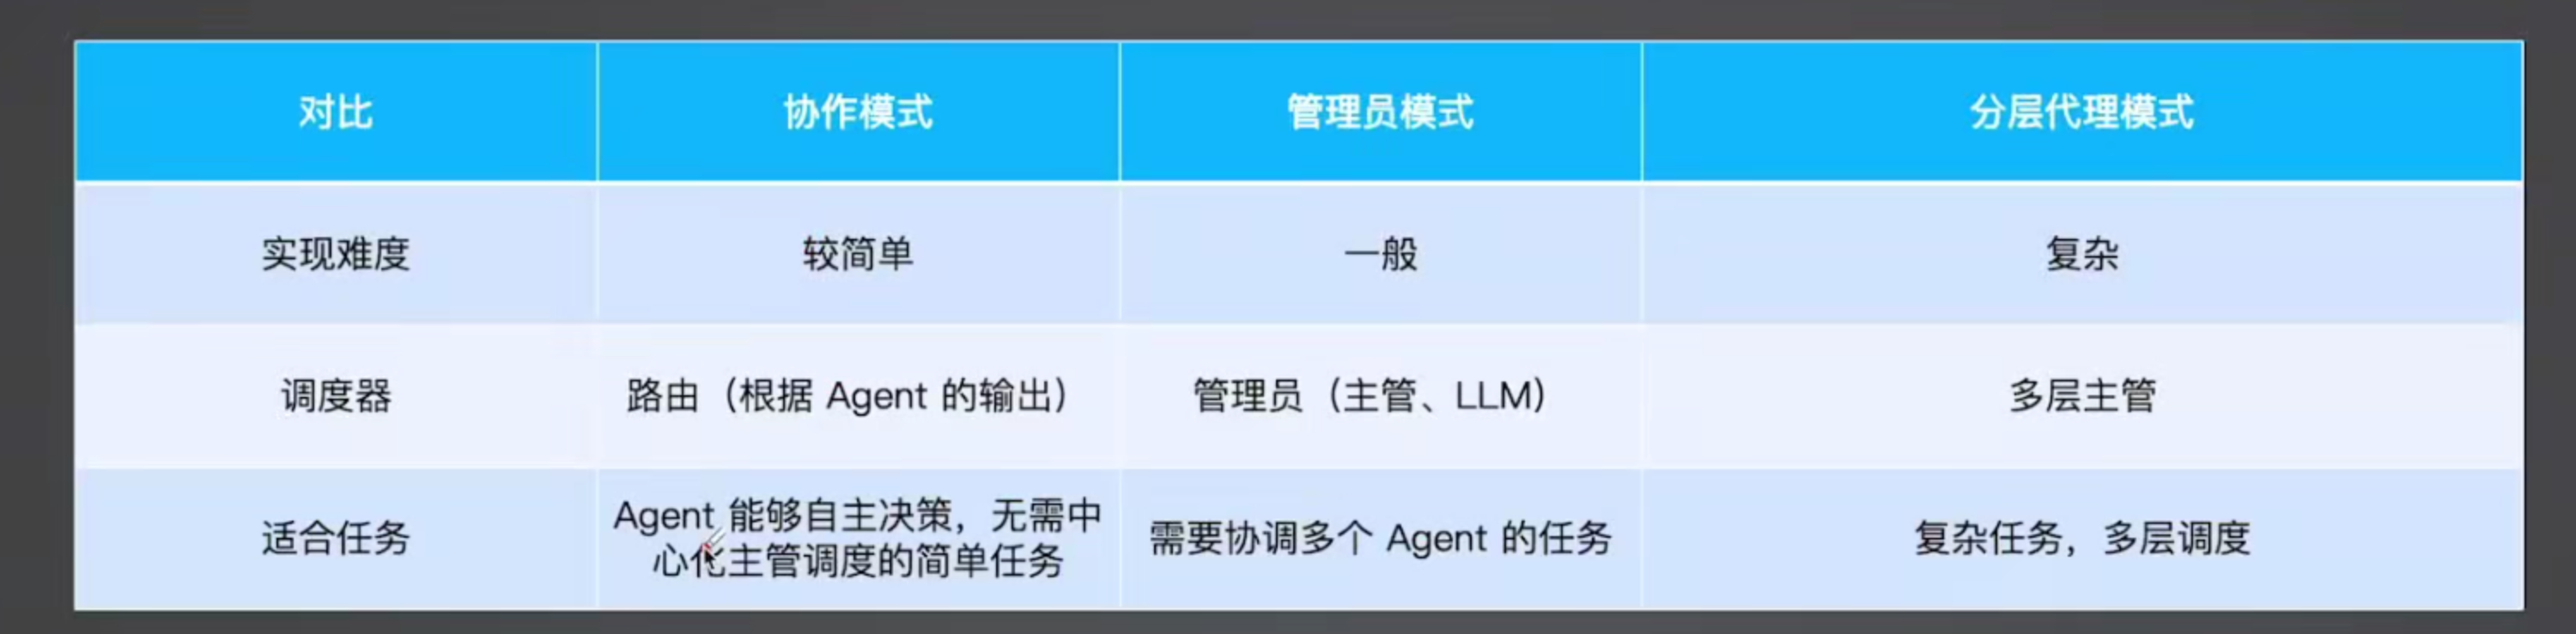 对比
协作模式
管理员模式
分层代理模式
实现难度
较简单
一般
复杂
调度器
路由（根据 Agent 的输出）
管理员（主管、LLM）
多层主管
适合任务
Agent 能够自主决策，无需中
心化主管调度的简单任务
需要协调多个 Agent 的任务
复杂任务，多层调度